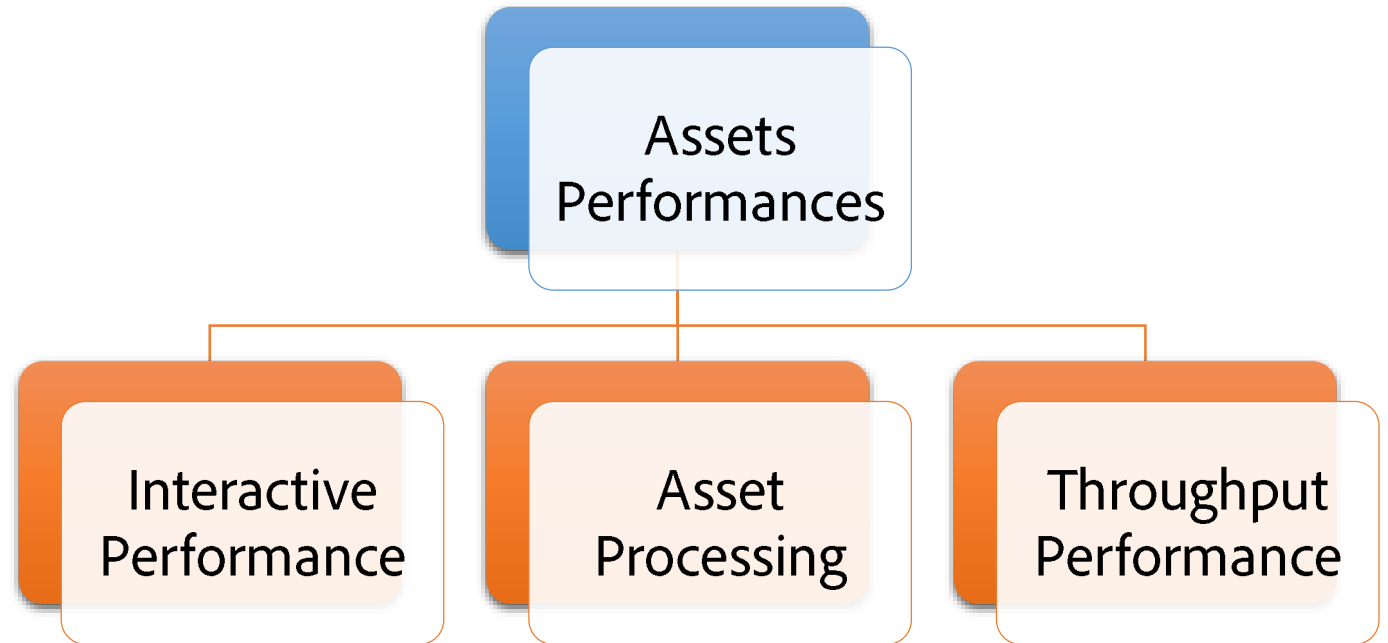 Assets
Performances
Interactive
Performance
Asset
Processing
Throughput
Performance